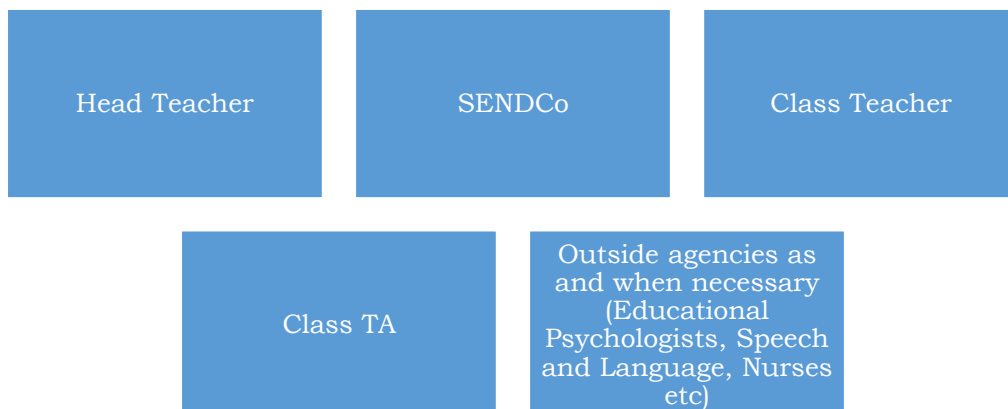 Head Teacher
SENDCo
Class Teacher
Class TA
Outside agencies as
and when necessary
(Educational
Psychologists, Speech
and Language, Nurses
etc)